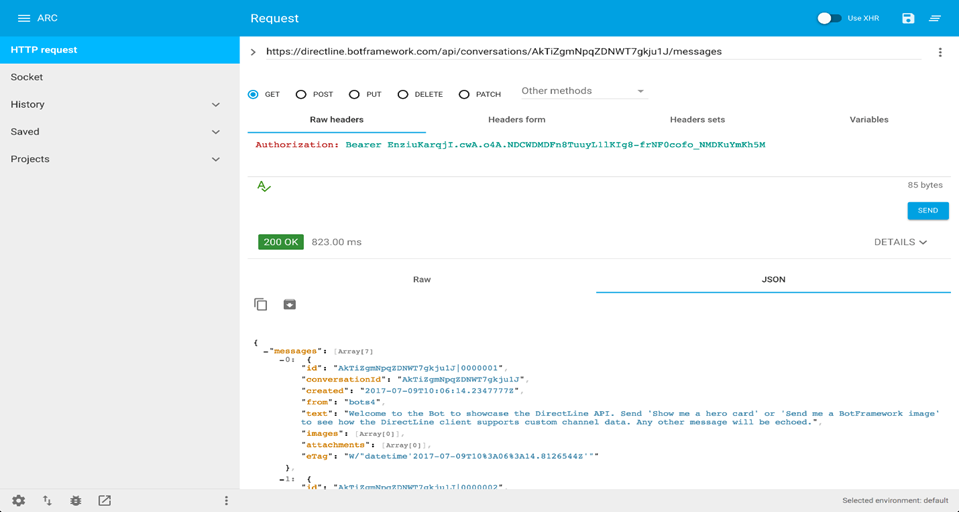 ARC
Request
Use XHR
HTTP request
Socket
History
Saved
Projects
https://directline.botframework.com/api/conversations/AkTiZgmNpqZDNWT7gkju1J/messages
GET POST PUT DELETE PATCH Other methods
Raw headers Headers form Headers sets Variables
Authorization: Bearer EnziuKarqjI.cwA.o4A.NDCWDMDFn8TuuyL1lKIg8-frNF0cofo_NMDKuYmKh5M
85 bytes
SEND
200 OK 823.00 ms DETAILS
Raw JSON
{
–"messages": [Array[7]
–0: {
"id": "AkTiZgmNpqZDNWT7gkju1J|0000001",
"conversationId": "AkTiZgmNpqZDNWT7gkju1J",
"created": "2017-07-09T10:06:14.2347777Z",
"from": "bots4",
"text": "Welcome to the Bot to showcase the DirectLine API. Send 'Show me a hero card' or 'Send me a BotFramework image'
to see how the DirectLine client supports custom channel data. Any other message will be echoed.",
"images": [Array[0]],
"attachments": [Array[0]],
"eTag": "W/"datetime'2017-07-09T10%3A06%3A14.8126544Z'""
},
–1: {
"id": "AkTiZgmNpqZDNWT7gkju1J|0000002",
Selected environment: default